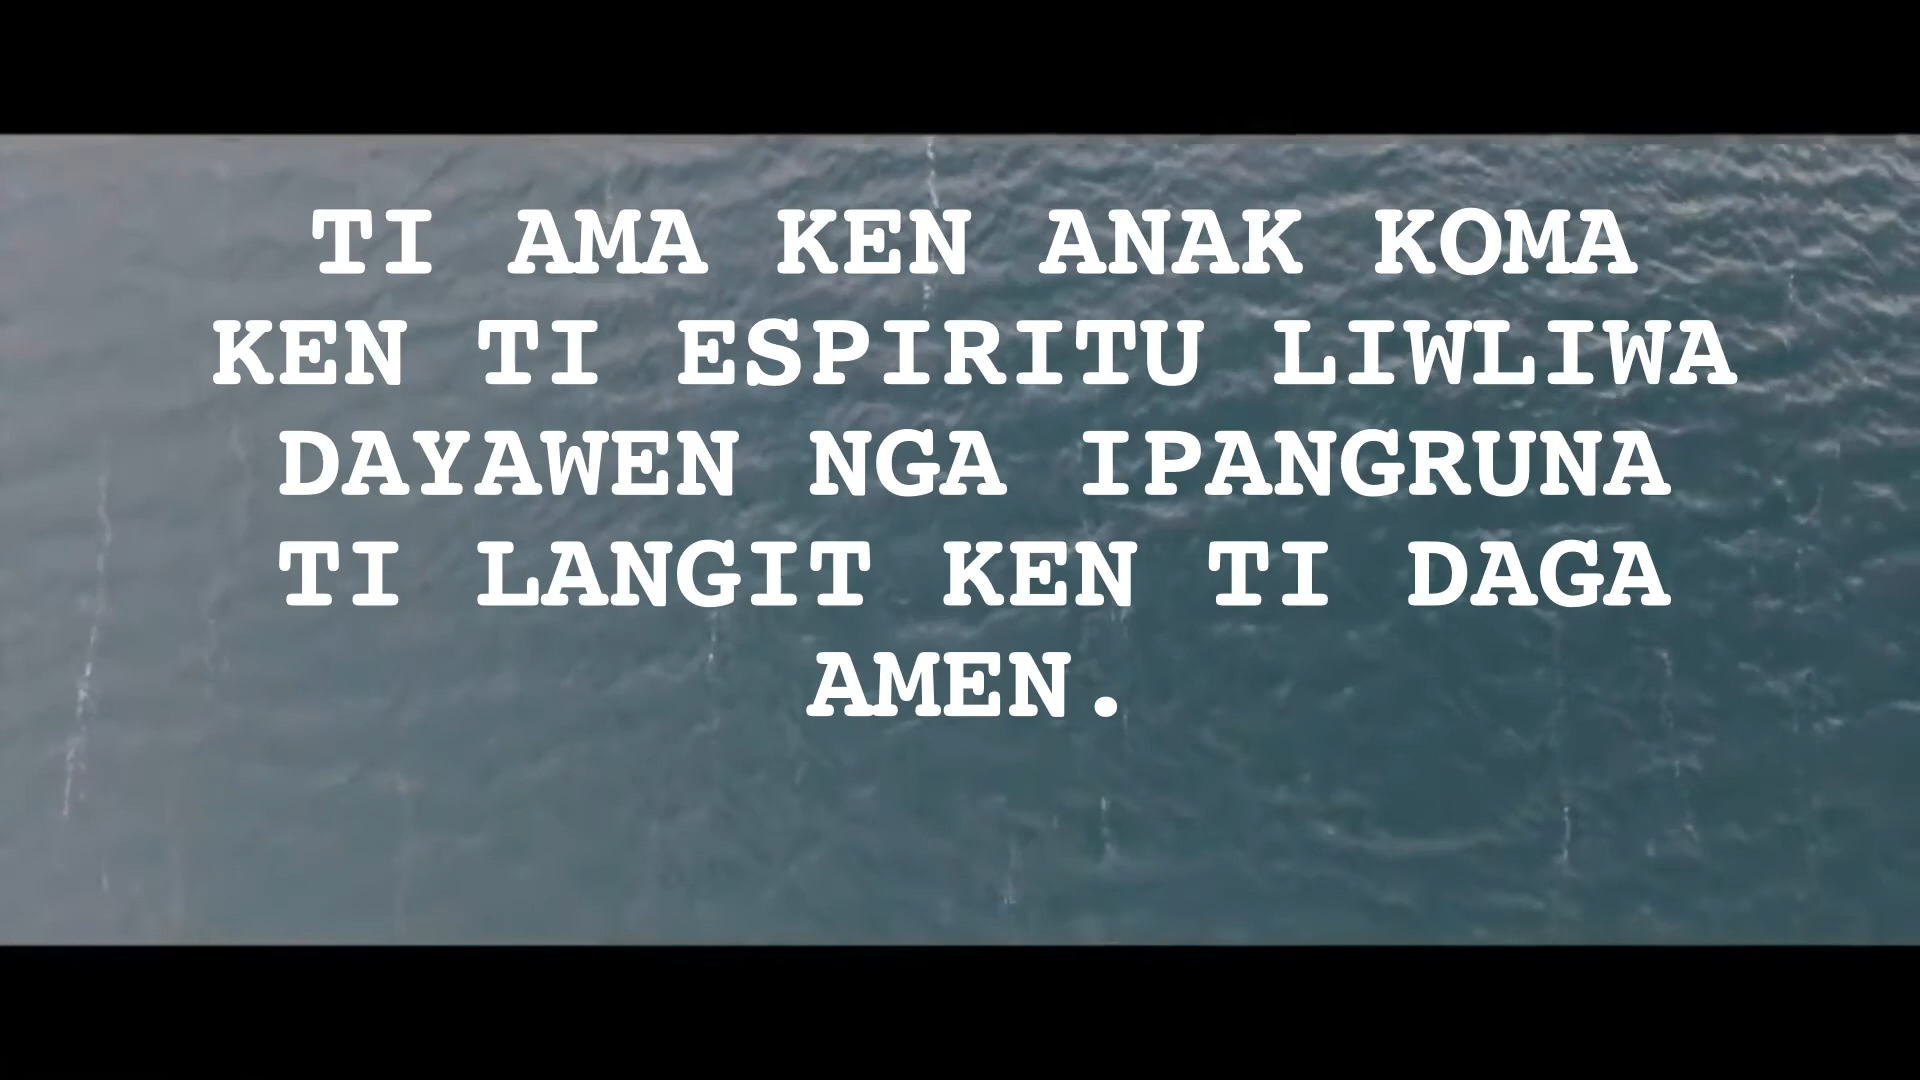 TI AMA KEN ANAK KOMA
KEN TI ESPIRITU LIWLIWA
DAYAWEN NGA IPANGRUNA
TI LANGIT KEN TI DAGA
AMEN.